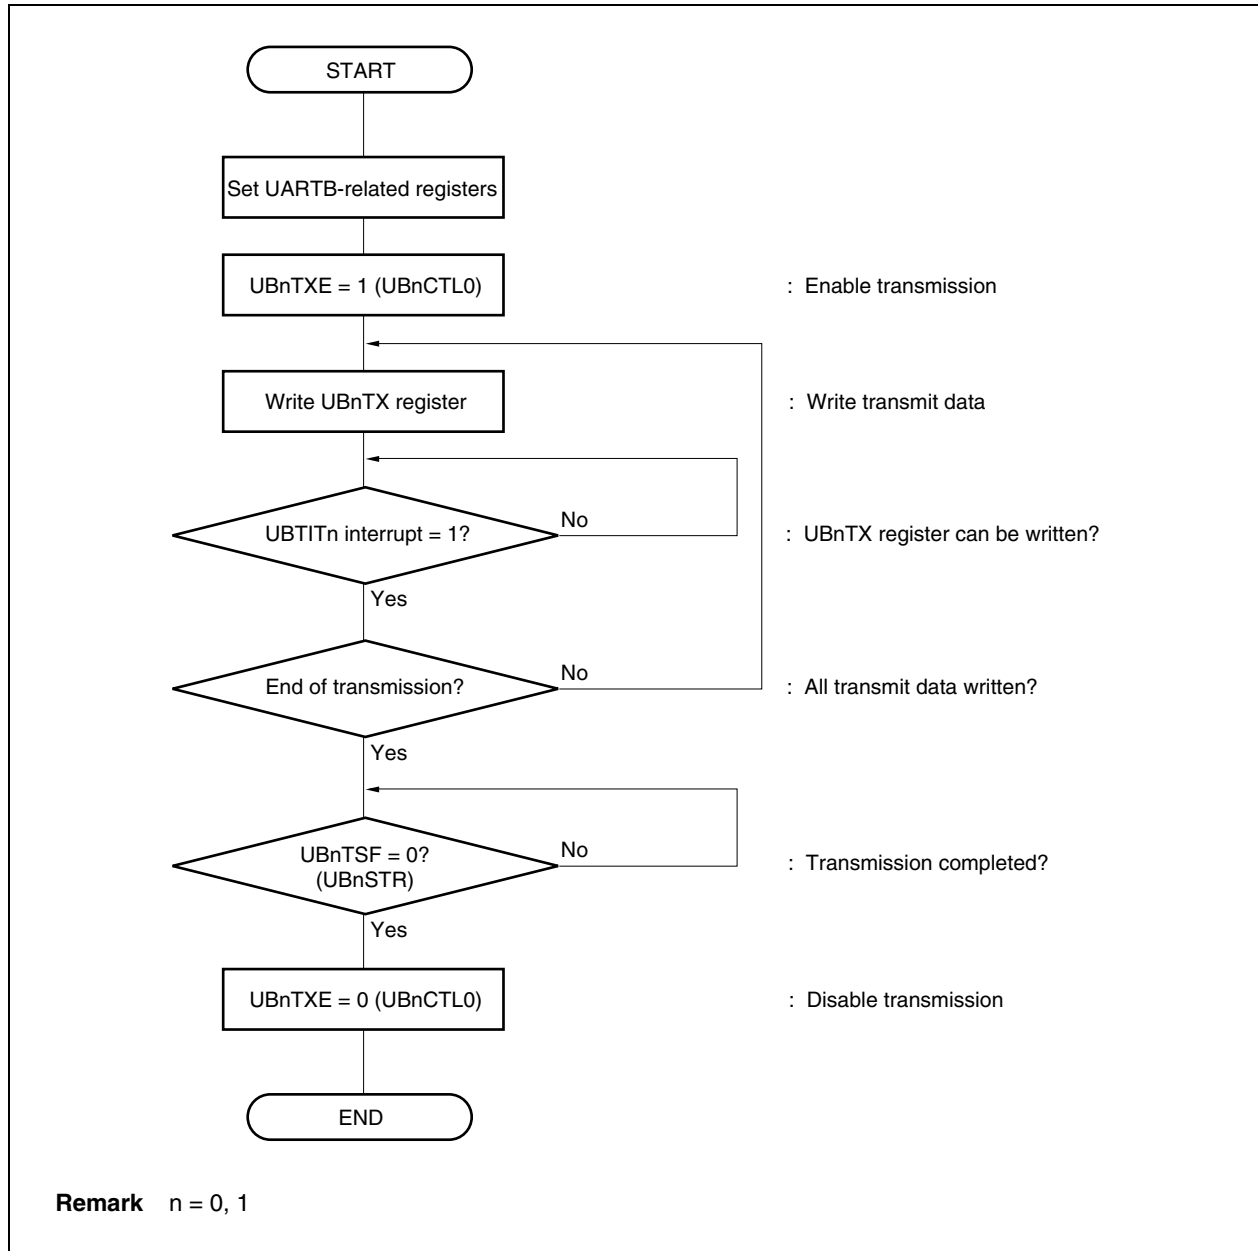 START
Set UARTB-related registers
UBnTXE = 1 (UBnCTL0)
: Enable transmission
Write UBnTX register
: Write transmit data
UBTITn interrupt = 1?
No
: UBnTX register can be written?
Yes
End of transmission?
No
: All transmit data written?
Yes
UBnTSF = 0?
(UBnSTR)
No
: Transmission completed?
Yes
UBnTXE = 0 (UBnCTL0)
: Disable transmission
END
Remark n = 0, 1